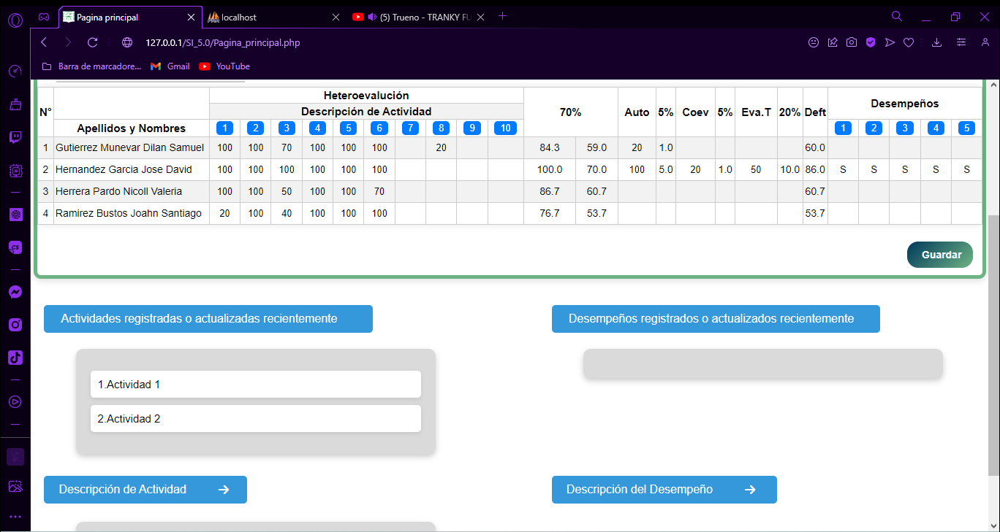 Pagina principal
localhost
(5) Trueno - TRANKY FU
127.0.0.1/SI_5.0/Pagina_principal.php
Barra de marcadore... Gmail YouTube
N° Apellidos y Nombres Heteroevalución 70% Auto 5% Coev 5% Eva.T 20% Deft Desempeños
Descripción de Actividad
1 2 3 4 5 6 7 8 9 10 1 2 3 4 5
1 Gutierrez Munevar Dilan Samuel 100 100 70 100 100 100 20 84.3 59.0 20 1.0 60.0
2 Hernandez Garcia Jose David 100 100 100 100 100 100 100.0 70.0 100 5.0 20 1.0 50 10.0 86.0 S S S S S
3 Herrera Pardo Nicoll Valeria 100 100 50 100 100 70 86.7 60.7 60.7
4 Ramirez Bustos Joahn Santiago 20 100 40 100 100 100 76.7 53.7 53.7
Guardar
Actividades registradas o actualizadas recientemente
1.Actividad 1
2.Actividad 2
Desempeños registrados o actualizados recientemente
Descripción de Actividad →
Descripción del Desempeño →